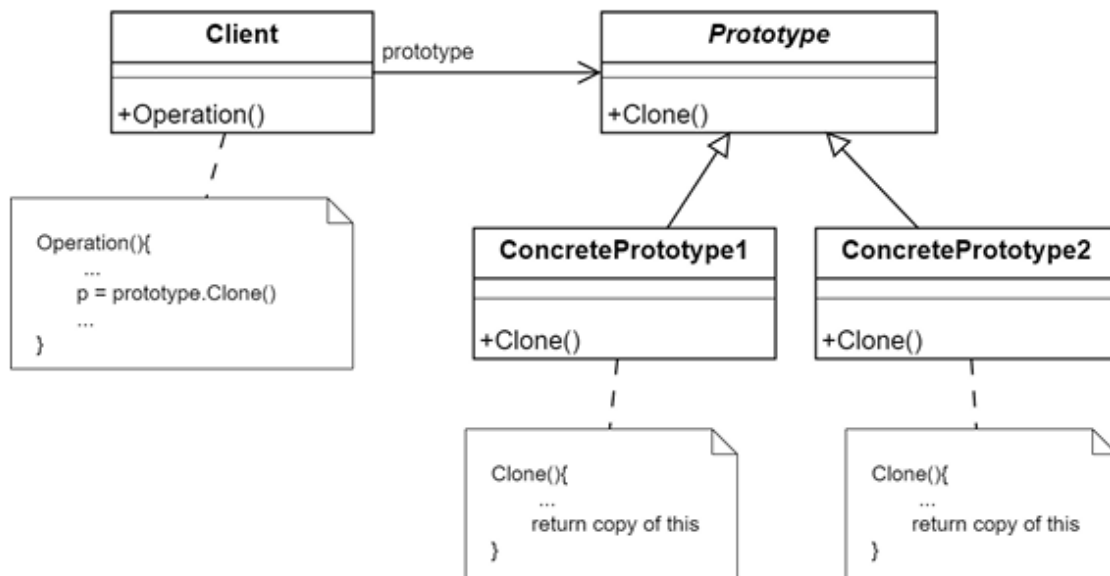 Client
prototype
Prototype
+Operation()
+Clone()
Operation(){
...
p = prototype.Clone()
...
}
ConcretePrototype1
+Clone()
ConcretePrototype2
+Clone()
Clone(){
...
return copy of this
}
Clone(){
...
return copy of this
}